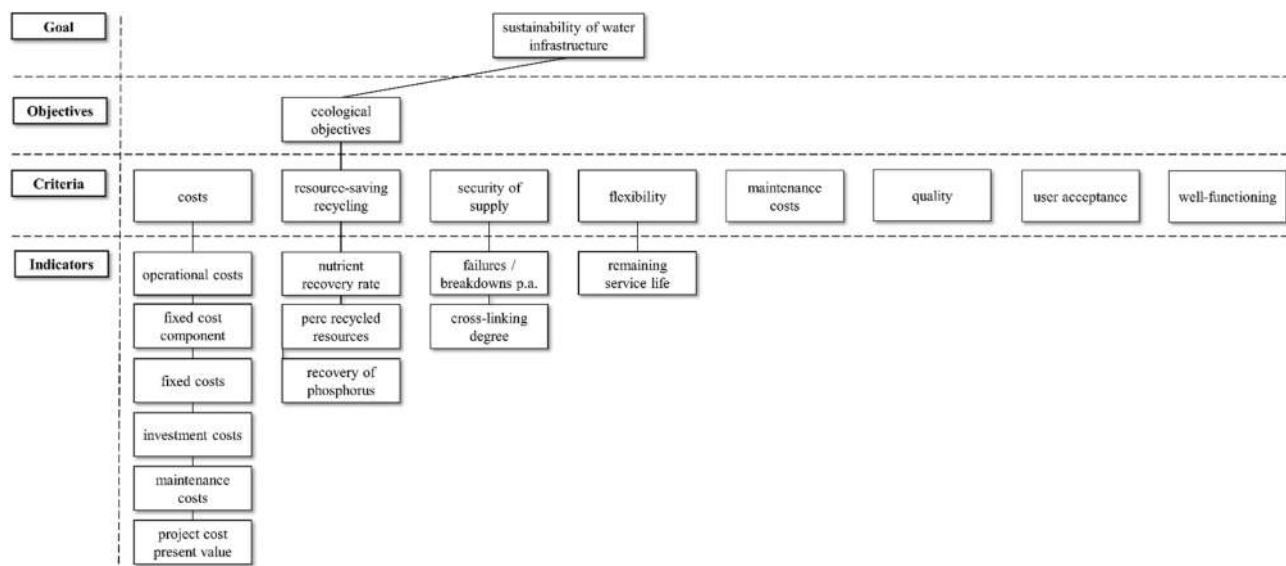 Goal
sustainability of water
infrastructure
Objectives
ecological
objectives
Criteria
costs
resource-saving
recycling
security of
supply
flexibility
maintenance
costs
quality
user acceptance
well-functioning
Indicators
operational costs
nutrient
recovery rate
failures /
breakdowns p.a.
remaining
service life
fixed cost
component
perc recycled
resources
cross-linking
degree
fixed costs
recovery of
phosphorus
investment costs
maintenance
costs
project cost
present value